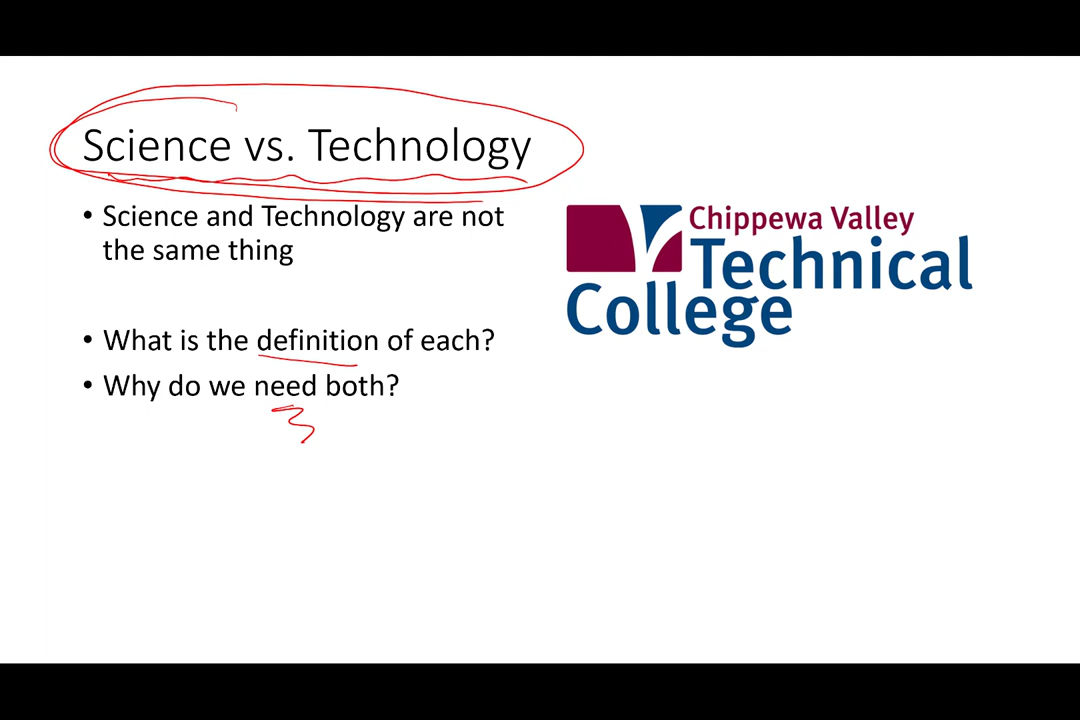 Science vs. Technology
• Science and Technology are not
the same thing
• What is the definition of each?
• Why do we need both?
Chippewa Valley
Technical
College